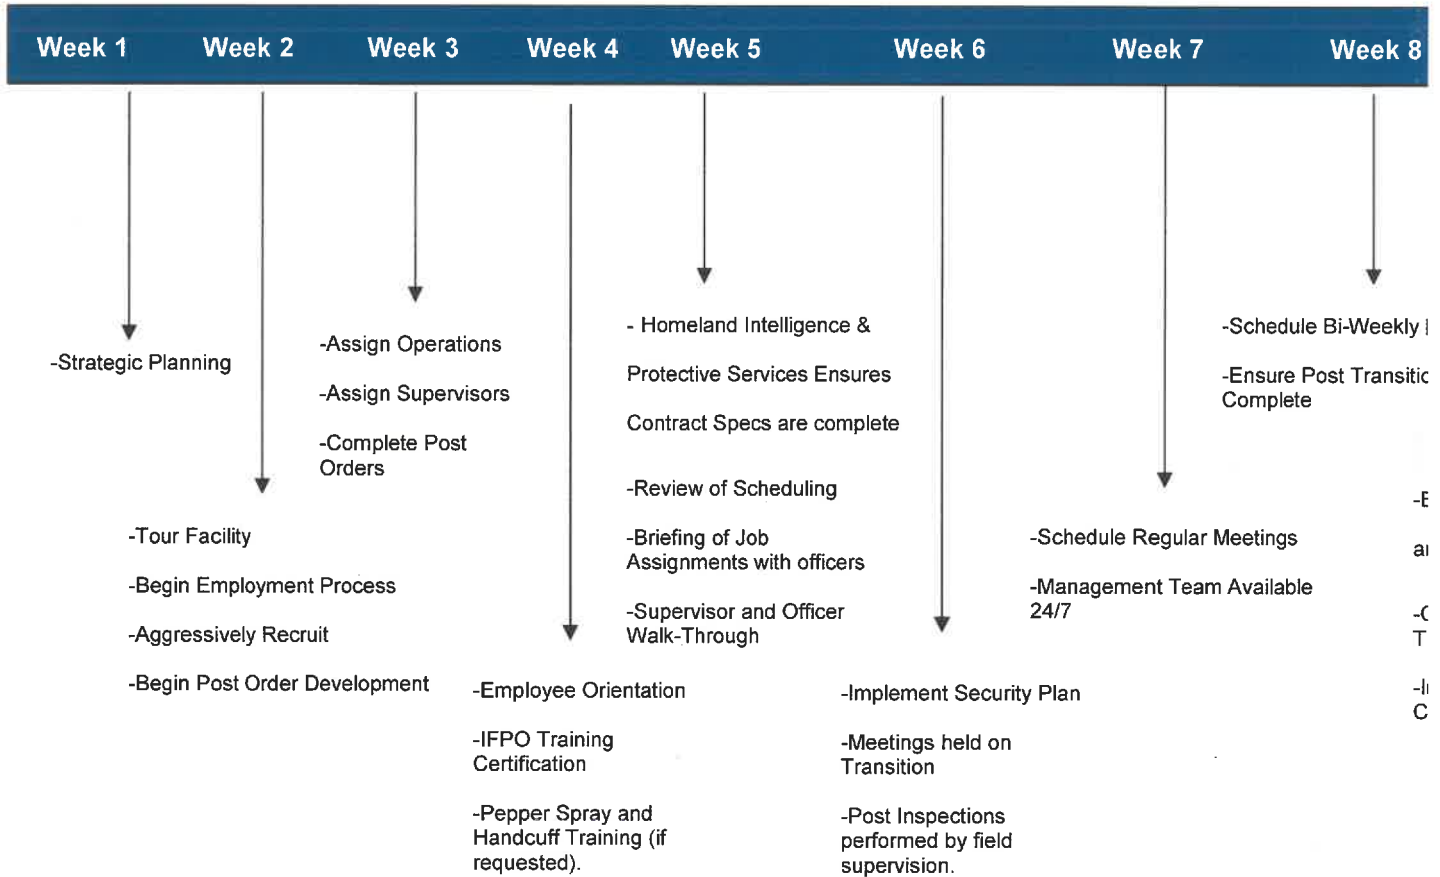 Week 1 Week 2 Week 3 Week 4 Week 5 Week 6 Week 7 Week 8
-Strategic Planning
-Tour Facility
-Begin Employment Process
-Aggressively Recruit
-Begin Post Order Development
-Assign Operations
-Assign Supervisors
-Complete Post
Orders
-Employee Orientation
-IFPO Training
Certification
-Pepper Spray and
Handcuff Training (if
requested).
- Homeland Intelligence &
Protective Services Ensures
Contract Specs are complete
-Review of Scheduling
-Briefing of Job
Assignments with officers
-Supervisor and Officer
Walk-Through
-Implement Security Plan
-Meetings held on
Transition
-Post Inspections
performed by field
supervision.
-Schedule Regular Meetings
-Management Team Available
24/7
-Schedule Bi-Weekly
-Ensure Post
Complete